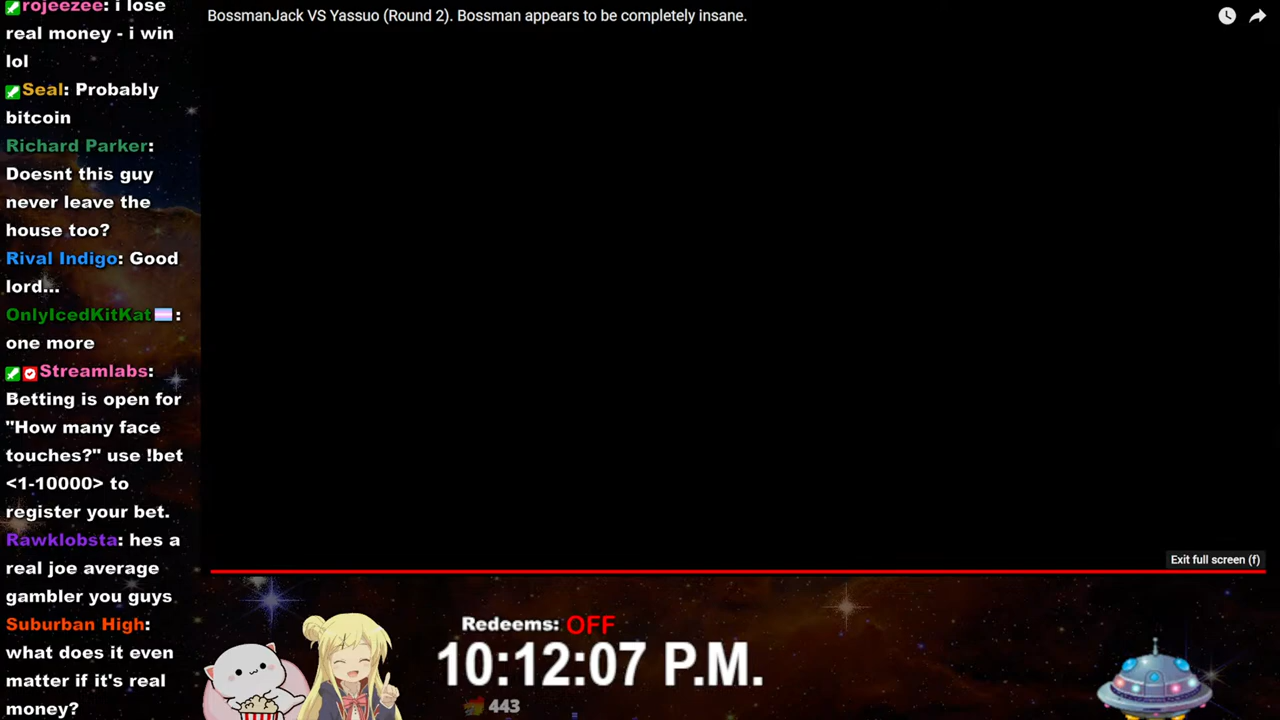 rojeezee: i lose
real money - i win
lol
Seal: Probably
bitcoin
Richard Parker:
Doesnt this guy
never leave the
house too?
Rival Indigo: Good
lord...
OnlyIcedKitKat:
one more
Streamlabs:
Betting is open for
"How many face
touches?" use !bet
<1-10000> to
register your bet.
Rawklobsta: hes a
real joe average
gambler you guys
Suburban High:
what does it even
matter if it's real
money?
BossmanJack VS Yassuo (Round 2). Bossman appears to be completely insane.
Exit full screen (f)
Redeems: OFF
10:12:07 P.M.
443